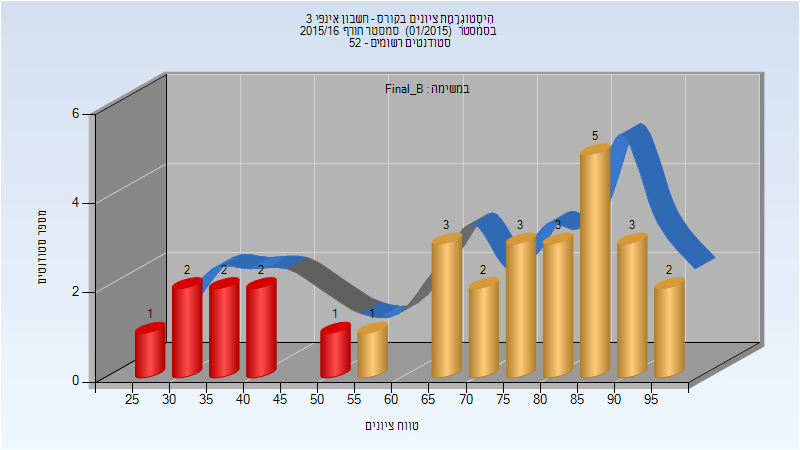 היסטוגרמת ציונים בקורס - חשבון אינפי 3
בסמסטר (01/2015) סמסטר חורף 2015/16
סטודנטים רשומים - 52
במשימה : Final_B
מספר סטודנטים
6
4
2
0
1
2
2
2
1
1
3
2
3
3
5
3
2
25 30 35 40 45 50 55 60 65 70 75 80 85 90 95
טווח ציונים